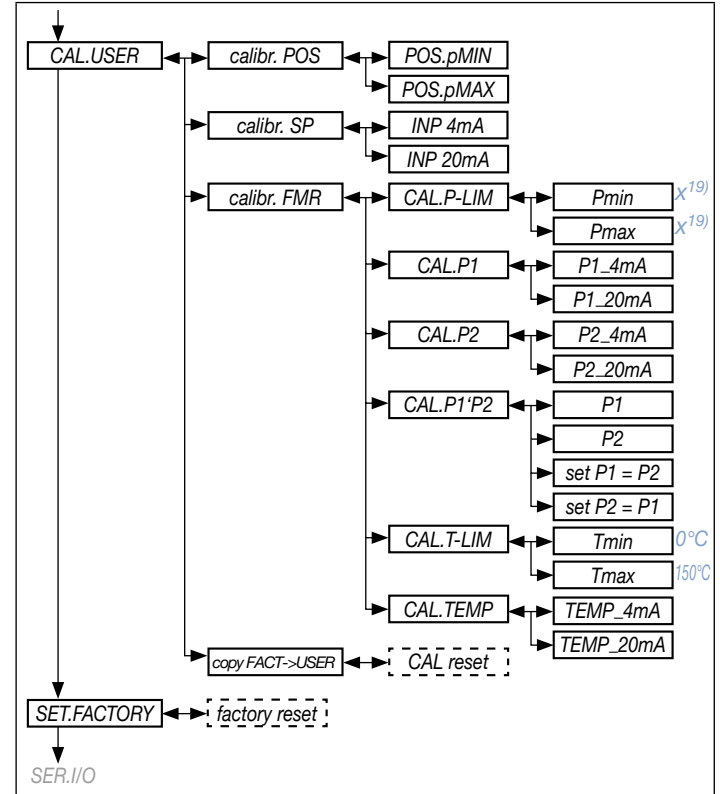 CAL.USER calibr. POS POS.pMIN
POS.pMAX
calibr. SP INP 4mA
INP 20mA
calibr. FMR CAL.P-LIM Pmin x19)
Pmax x19)
CAL.P1 P1_4mA
P1_20mA
CAL.P2 P2_4mA
P2_20mA
CAL.P1‘P2 P1
P2
set P1 = P2
set P2 = P1
CAL.T-LIM Tmin 0°C
Tmax 150°C
CAL.TEMP TEMP_4mA
TEMP_20mA
copy FACT->USER CAL reset
SET.FACTORY factory reset
SER.I/O